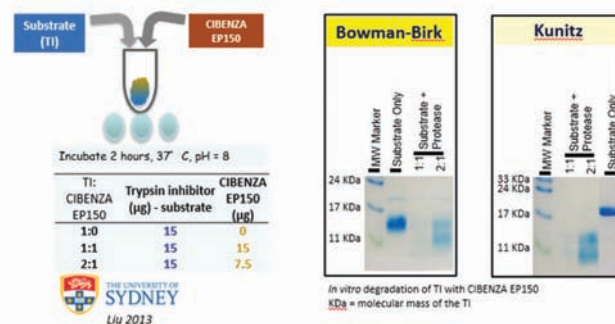 Substrate
(TI)
CIBENZA
EP150
Incubate 2 hours, 37° C, pH = 8
TI:
CIBENZA
EP150
Trypsin inhibitor
(µg) - substrate
CIBENZA
EP150
(µg)
1:0 15 0
1:1 15 15
2:1 15 7.5
THE UNIVERSITY OF
SYDNEY
Liu 2013
Bowman-Birk
MW Marker
Substrate Only
Substrate +
Protease
1:1
2:1
24 KDa
17 KDa
11 KDa
Kunitz
MW Marker
Substrate +
Protease
1:1
2:1
Substrate Only
33 KDa
24 KDa
17 KDa
11 KDa
In vitro degradation of TI with CIBENZA EP150
KDa = molecular mass of the TI